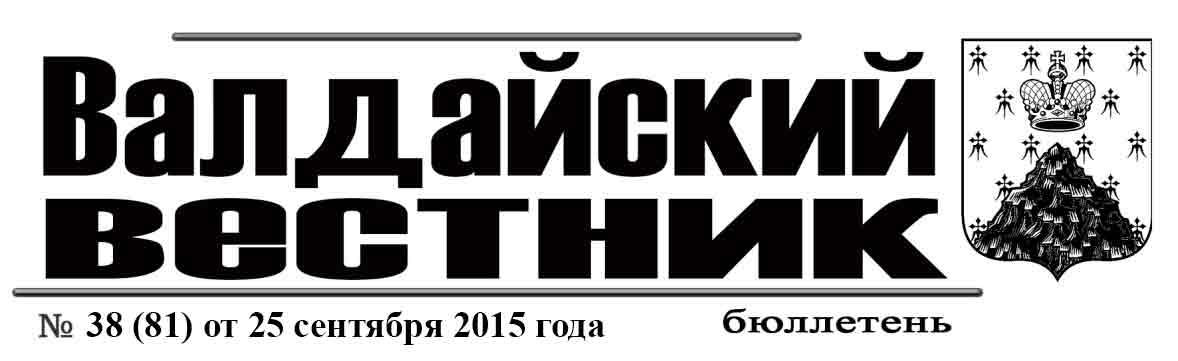 Валдайский
вестник
№ 38 (81) от 25 сентября 2015 года
бюллетень